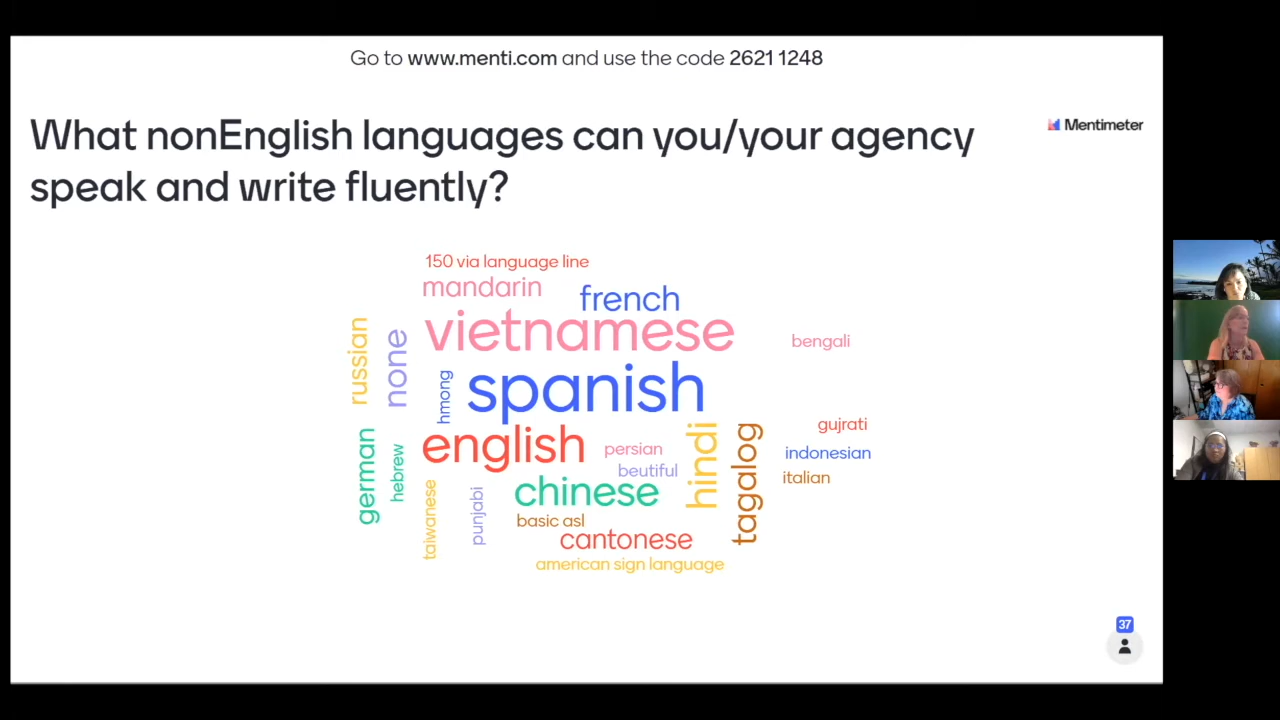 Go to www.menti.com and use the code 2621 1248
What nonEnglish languages can you/your agency
speak and write fluently?
Mentimeter
150 via language line
mandarin
french
vietnamese
bengali
russian
none
hmong
spanish
english
persian
beutiful
hindi
tagalog
gujrati
indonesian
italian
german
hebrew
taiwanese
punjabi
chinese
basic asl
cantonese
american sign language
37